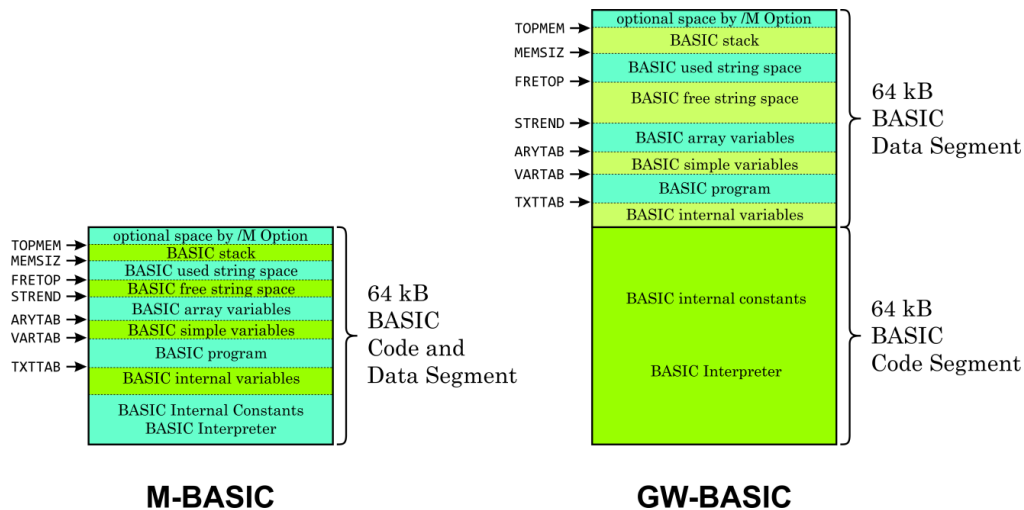 optional space by /M Option
TOPMEM
BASIC stack
MEMSIZ
BASIC used string space
FRETOP
BASIC free string space
STREND
BASIC array variables
ARYTAB
BASIC simple variables
VARTAB
BASIC program
TXTTAB
BASIC internal variables
64 kB
BASIC
Data Segment
BASIC internal constants
BASIC Interpreter
64 kB
BASIC
Code Segment
optional space by /M Option
TOPMEM
BASIC stack
MEMSIZ
BASIC used string space
FRETOP
BASIC free string space
STREND
BASIC array variables
ARYTAB
BASIC simple variables
VARTAB
BASIC program
TXTTAB
BASIC internal variables
BASIC Internal Constants
BASIC Interpreter
64 kB
BASIC
Code and
Data Segment
M-BASIC
GW-BASIC